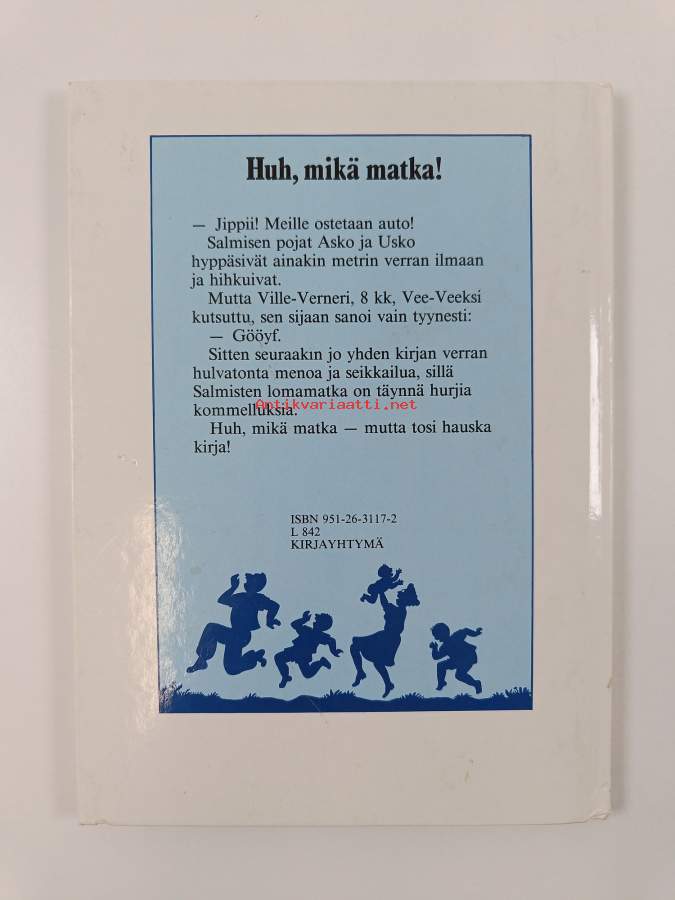 Huh, mikä matka!
— Jippii! Meille ostetaan auto!
Salmisen pojat Asko ja Usko
hyppäsivät ainakin metrin verran ilmaan
ja hihkuivat.
Mutta Ville-Verneri, 8 kk, Vee-Veeksi
kutsuttu, sen sijaan sanoi vain tyynesti:
— Gööyf.
Sitten seuraakin jo yhden kirjan verran
hulvatonta menoa ja seikkailua, sillä
Salmisten lomamatka on täynnä hurjia
Antikvariaatti.net
kommelluksia.
Huh, mikä matka — mutta tosi hauska
kirja!
ISBN 951-26-3117-2
L 842
KIRJAYHTYMÄ